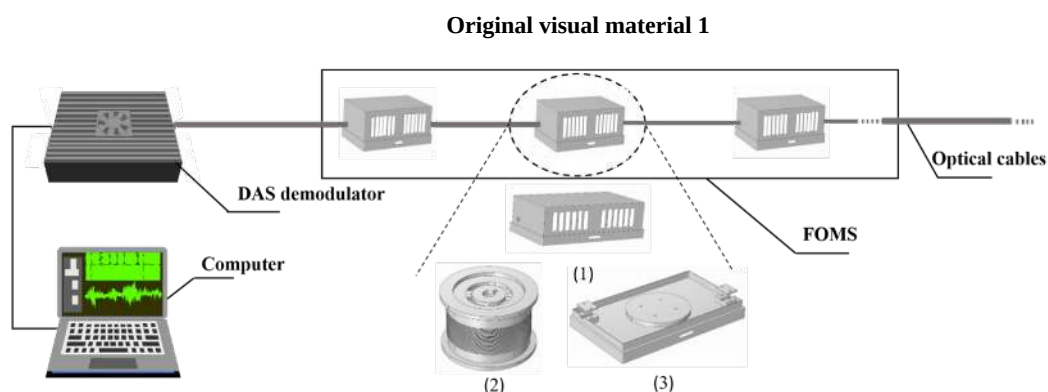 Original visual material 1
Optical cables
DAS demodulator
FOMS
Computer
(1)
(2)
(3)